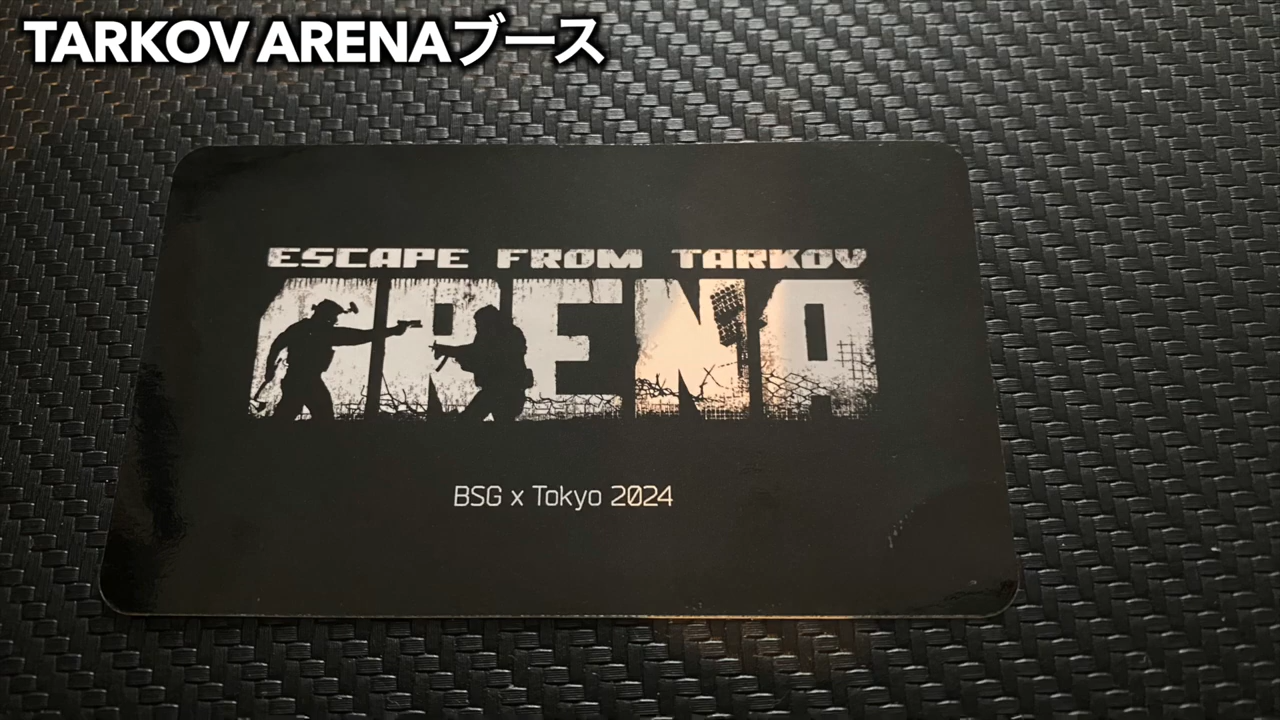 TARKOV ARENAブース
ESCAPE FROM TARKOV
ARENA
BSG x Tokyo 2024